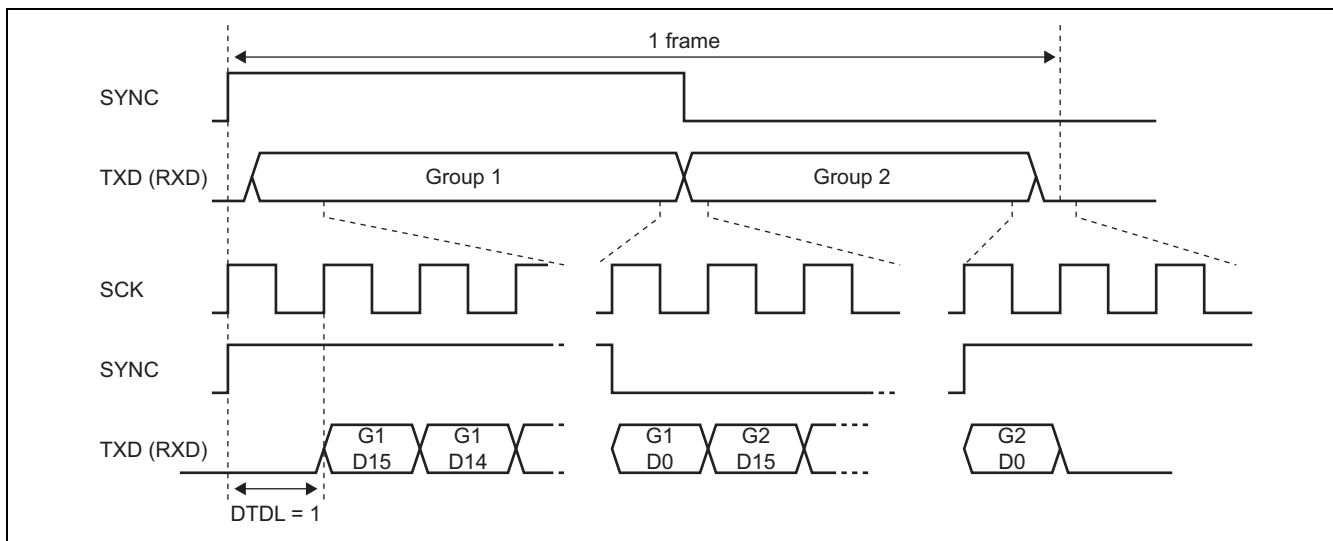 1 frame
SYNC
TXD (RXD)
Group 1
Group 2
SCK
SYNC
TXD (RXD)
G1
D15
G1
D14
G1
D0
G2
D15
G2
D0
DTDL = 1